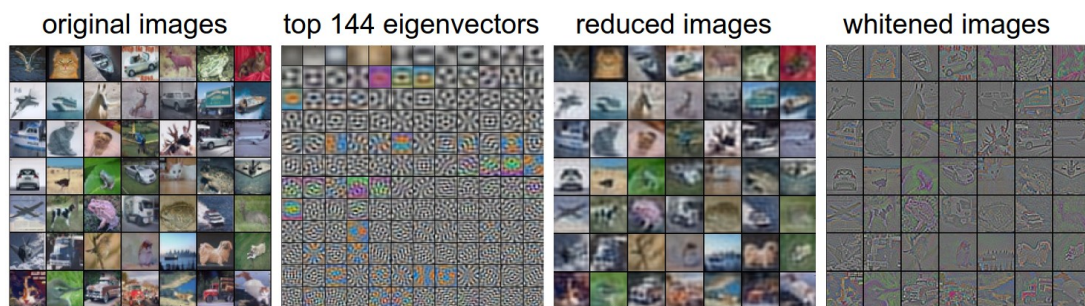 original images
top 144 eigenvectors
reduced images
whitened images